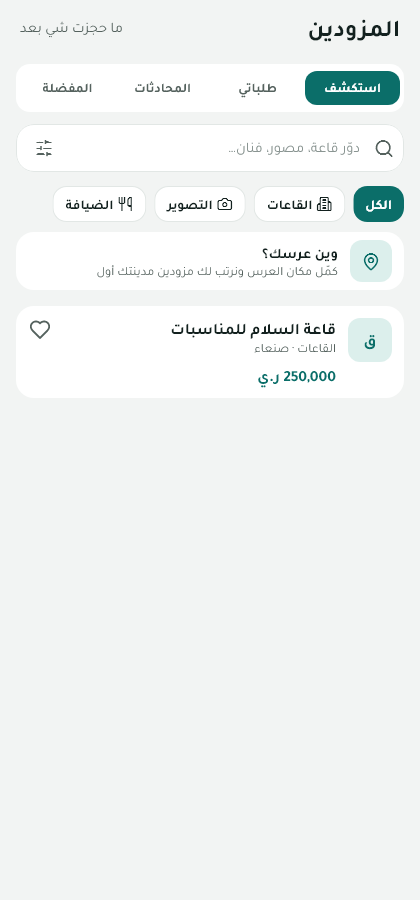 المزودين
ما حجزت شي بعد
استكشف
طلباتي
المحادثات
المفضلة
دوّر قاعة، مصور، فنان...
الكل
القاعات
التصوير
الضيافة
وين عرسك؟
كمّل مكان العرس ونرتب لك مزودين مدينتك أول
ق
قاعة السلام للمناسبات
القاعات · صنعاء
250,000 ر.ي